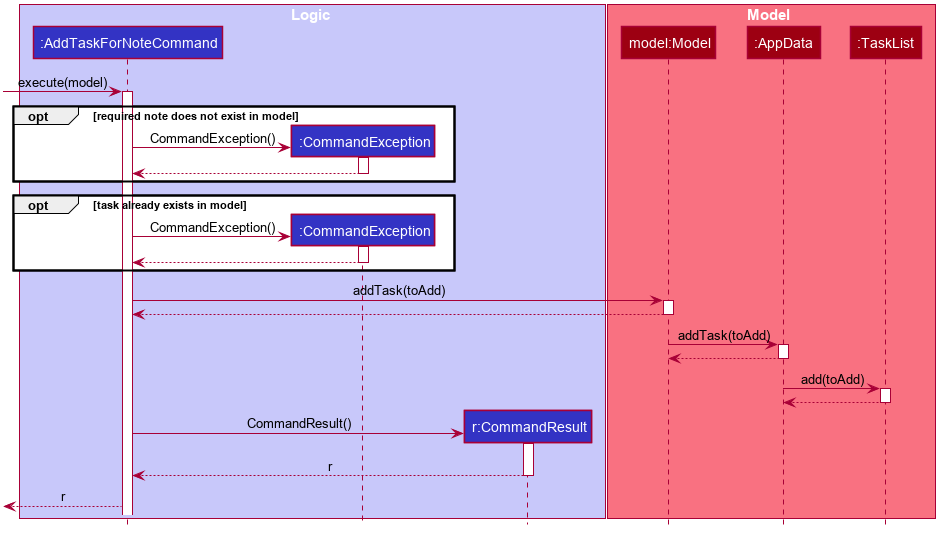 Logic
Model
:AddTaskForNoteCommand
model:Model
:AppData
:TaskList
execute(model)
opt
[required note does not exist in model]
CommandException()
:CommandException
opt
[task already exists in model]
CommandException()
:CommandException
addTask(toAdd)
addTask(toAdd)
add(toAdd)
CommandResult()
r:CommandResult
r
r